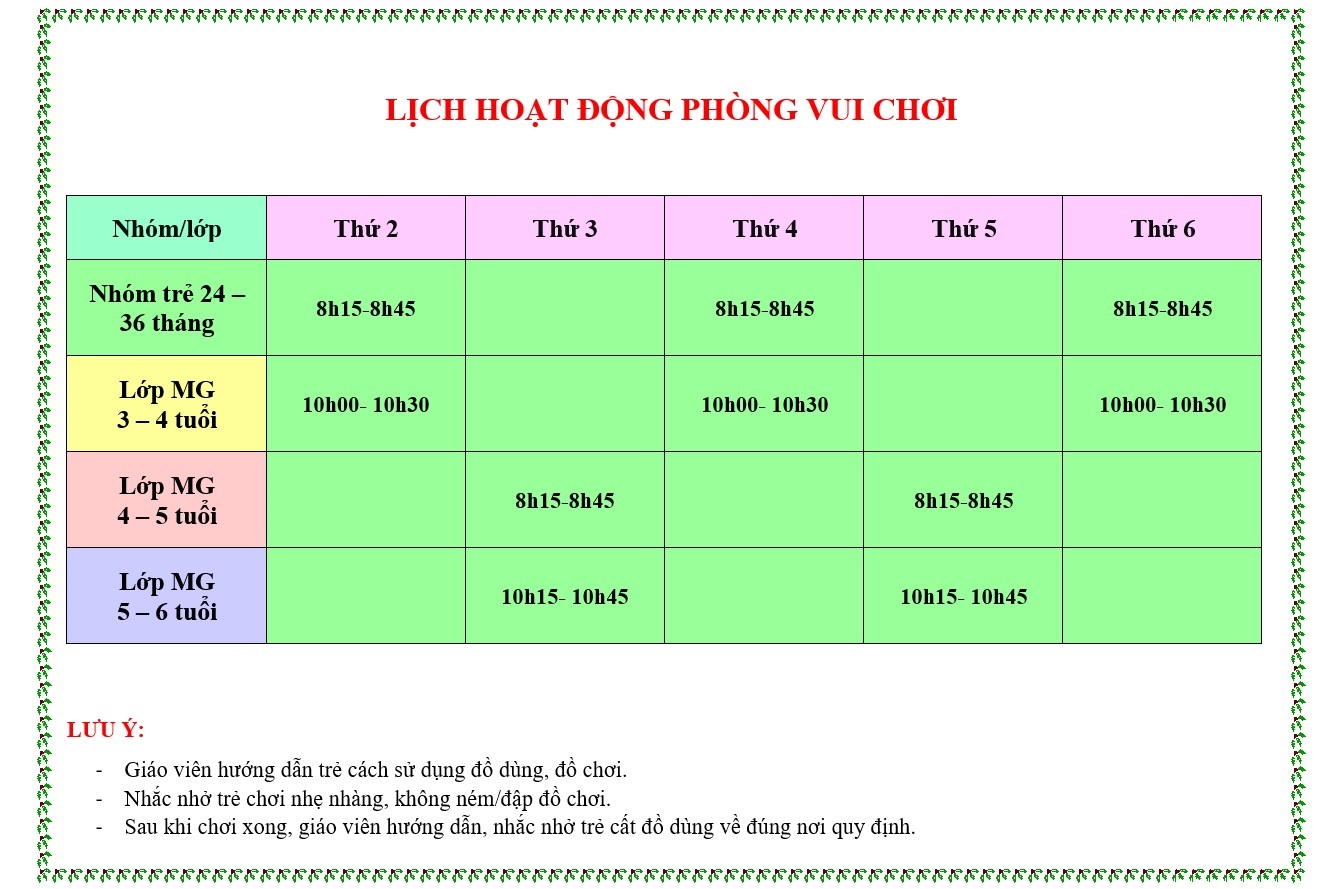 LỊCH HOẠT ĐỘNG PHÒNG VUI CHƠI
Nhóm/lớp Thứ 2 Thứ 3 Thứ 4 Thứ 5 Thứ 6
Nhóm trẻ 24 –
36 tháng
8h15-8h45 8h15-8h45 8h15-8h45
Lớp MG
3 – 4 tuổi
10h00- 10h30 10h00- 10h30 10h00- 10h30
Lớp MG
4 – 5 tuổi
8h15-8h45 8h15-8h45
Lớp MG
5 – 6 tuổi
10h15- 10h45 10h15- 10h45
LƯU Ý:
- Giáo viên hướng dẫn trẻ cách sử dụng đồ dùng, đồ chơi.
- Nhắc nhở trẻ chơi nhẹ nhàng, không ném/đập đồ chơi.
- Sau khi chơi xong, giáo viên hướng dẫn, nhắc nhở trẻ cất đồ dùng về đúng nơi quy định.